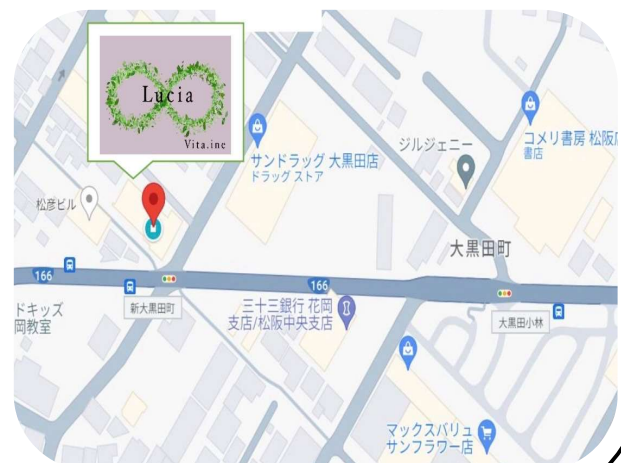 Lucia
Vita.inc
サンドラッグ 大黒田店
ドラッグ ストア
ジルジェニー
コメリ書房 松阪
書店
松彦ビル
大黒田町
166
166
新大黒田町
三十三銀行 花岡
支店/松阪中央支店
大黒田小林
ドキッズ
岡教室
マックスバリュ
サンフラワー店